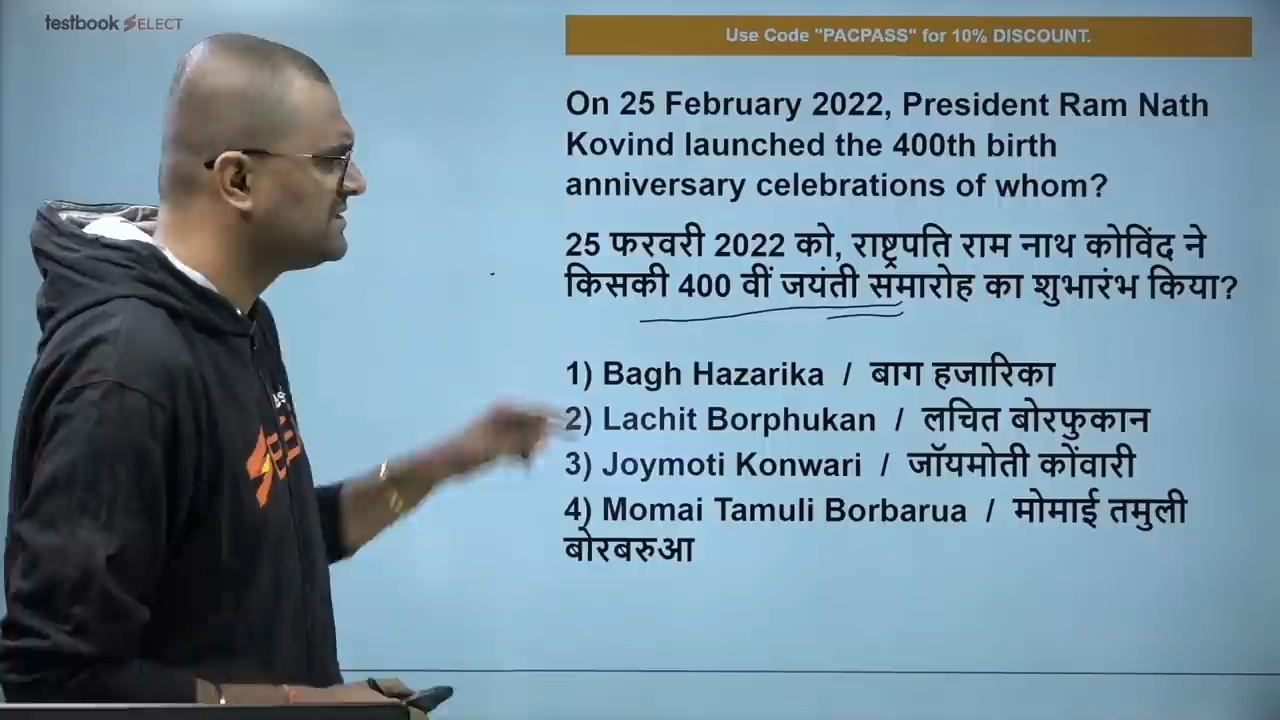 testbook SELECT
Use Code "PACPASS" for 10% DISCOUNT.
On 25 February 2022, President Ram Nath
Kovind launched the 400th birth
anniversary celebrations of whom?
25 फरवरी 2022 को, राष्ट्रपति राम नाथ कोविंद ने
किसकी 400 वीं जयंती समारोह का शुभारंभ किया?
1) Bagh Hazarika / बाग हजारिका
2) Lachit Borphukan / लचित बोरफुकान
3) Joymoti Konwari / जॉयमोती कोंवारी
4) Momai Tamuli Borbarua / मोमाई तमुली
बोरबरुआ